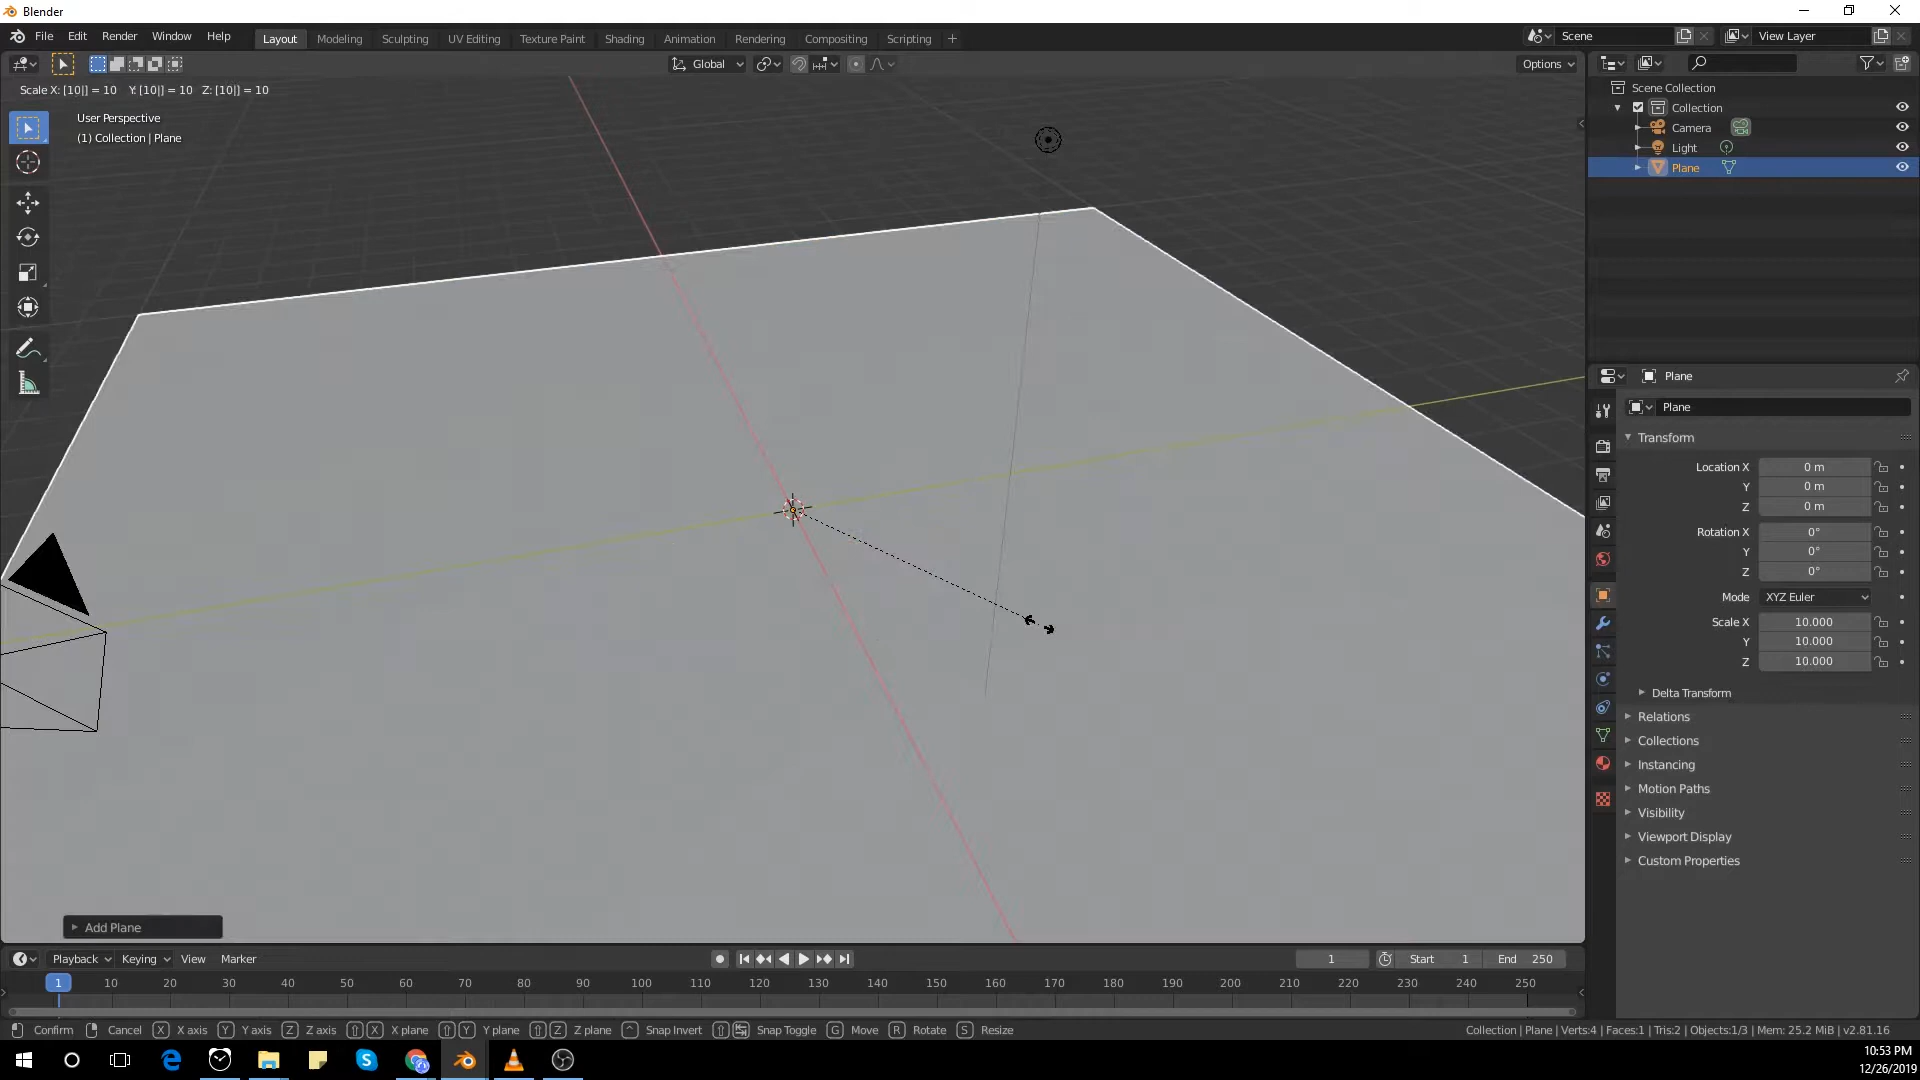 Blender
File Edit Render Window Help
Layout Modeling Sculpting UV Editing Texture Paint Shading Animation Rendering Compositing Scripting +
Scene
View Layer
Global
Options
Scale X: [10|] = 10 Y: [10|] = 10 Z: [10|] = 10
User Perspective
(1) Collection | Plane
Scene Collection
Collection
Camera
Light
Plane
Plane
Plane
Transform
Location X 0 m
Y 0 m
Z 0 m
Rotation X 0°
Y 0°
Z 0°
Mode XYZ Euler
Scale X 10.000
Y 10.000
Z 10.000
Delta Transform
Relations
Collections
Instancing
Motion Paths
Visibility
Viewport Display
Custom Properties
Add Plane
Playback Keying View Marker
1 Start 1 End 250
1 10 20 30 40 50 60 70 80 90 100 110 120 130 140 150 160 170 180 190 200 210 220 230 240 250
Confirm Cancel X X axis Y Y axis Z Z axis X X plane Y Y plane Z Z plane ^ Snap Invert Snap Toggle G Move R Rotate S Resize
Collection | Plane | Verts:4 | Faces:1 | Tris:2 | Objects:1/3 | Mem: 25.2 MiB | v2.81.16
10:53 PM
12/26/2019